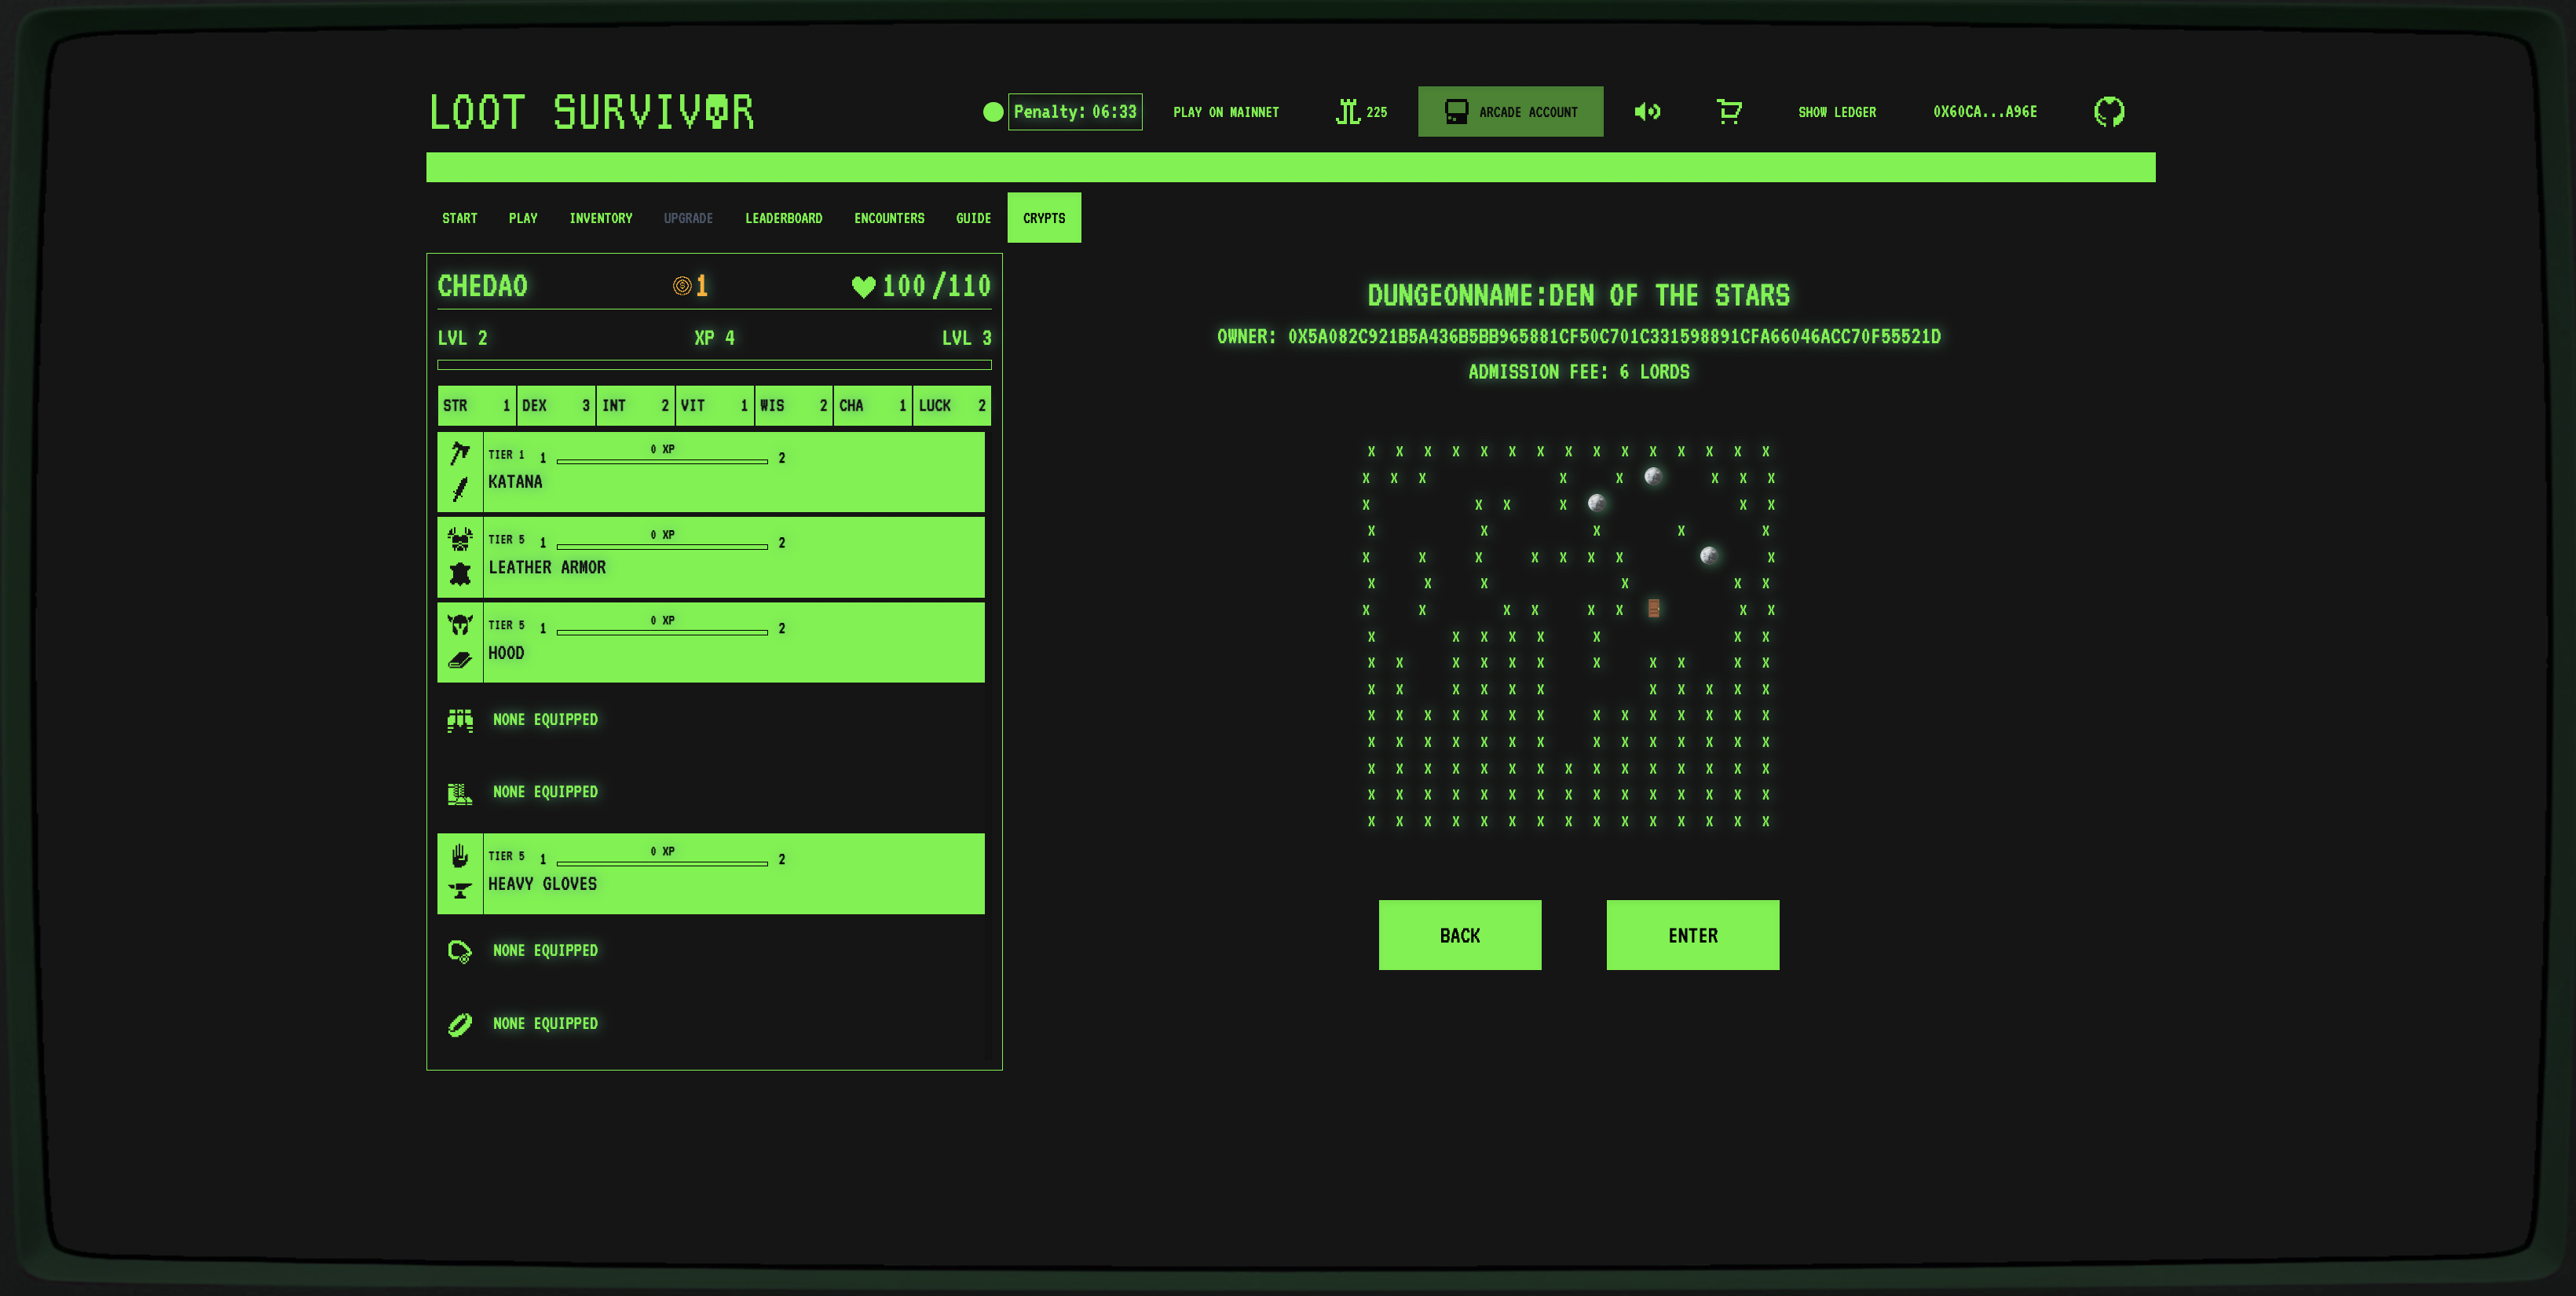 LOOT SURVIVOR
Penalty: 06:33
PLAY ON MAINNET
225
ARCADE ACCOUNT
SHOW LEDGER
0X60CA...A96E
START PLAY INVENTORY UPGRADE LEADERBOARD ENCOUNTERS GUIDE CRYPTS
CHEDAO 1 100/110
LVL 2 XP 4 LVL 3
STR 1 DEX 3 INT 2 VIT 1 WIS 2 CHA 1 LUCK 2
TIER 1 1 0 XP 2
KATANA
TIER 5 1 0 XP 2
LEATHER ARMOR
TIER 5 1 0 XP 2
HOOD
NONE EQUIPPED
NONE EQUIPPED
TIER 5 1 0 XP 2
HEAVY GLOVES
NONE EQUIPPED
NONE EQUIPPED
DUNGEONNAME:DEN OF THE STARS
OWNER: 0X5A082C921B5A436B5BB965881CF50C701C331598891CFA66046ACC70F55521D
ADMISSION FEE: 6 LORDS
X X X X X X X X X X X X X X X
X X X X X X X X
X X X X X X
X X X X X
X X X X X X X X
X X X X X X
X X X X X X X X
X X X X X X X X
X X X X X X X X X X X
X X X X X X X X X X X
X X X X X X X X X X X X X X
X X X X X X X X X X X X X X
X X X X X X X X X X X X X X X
X X X X X X X X X X X X X X X
X X X X X X X X X X X X X X X
BACK ENTER